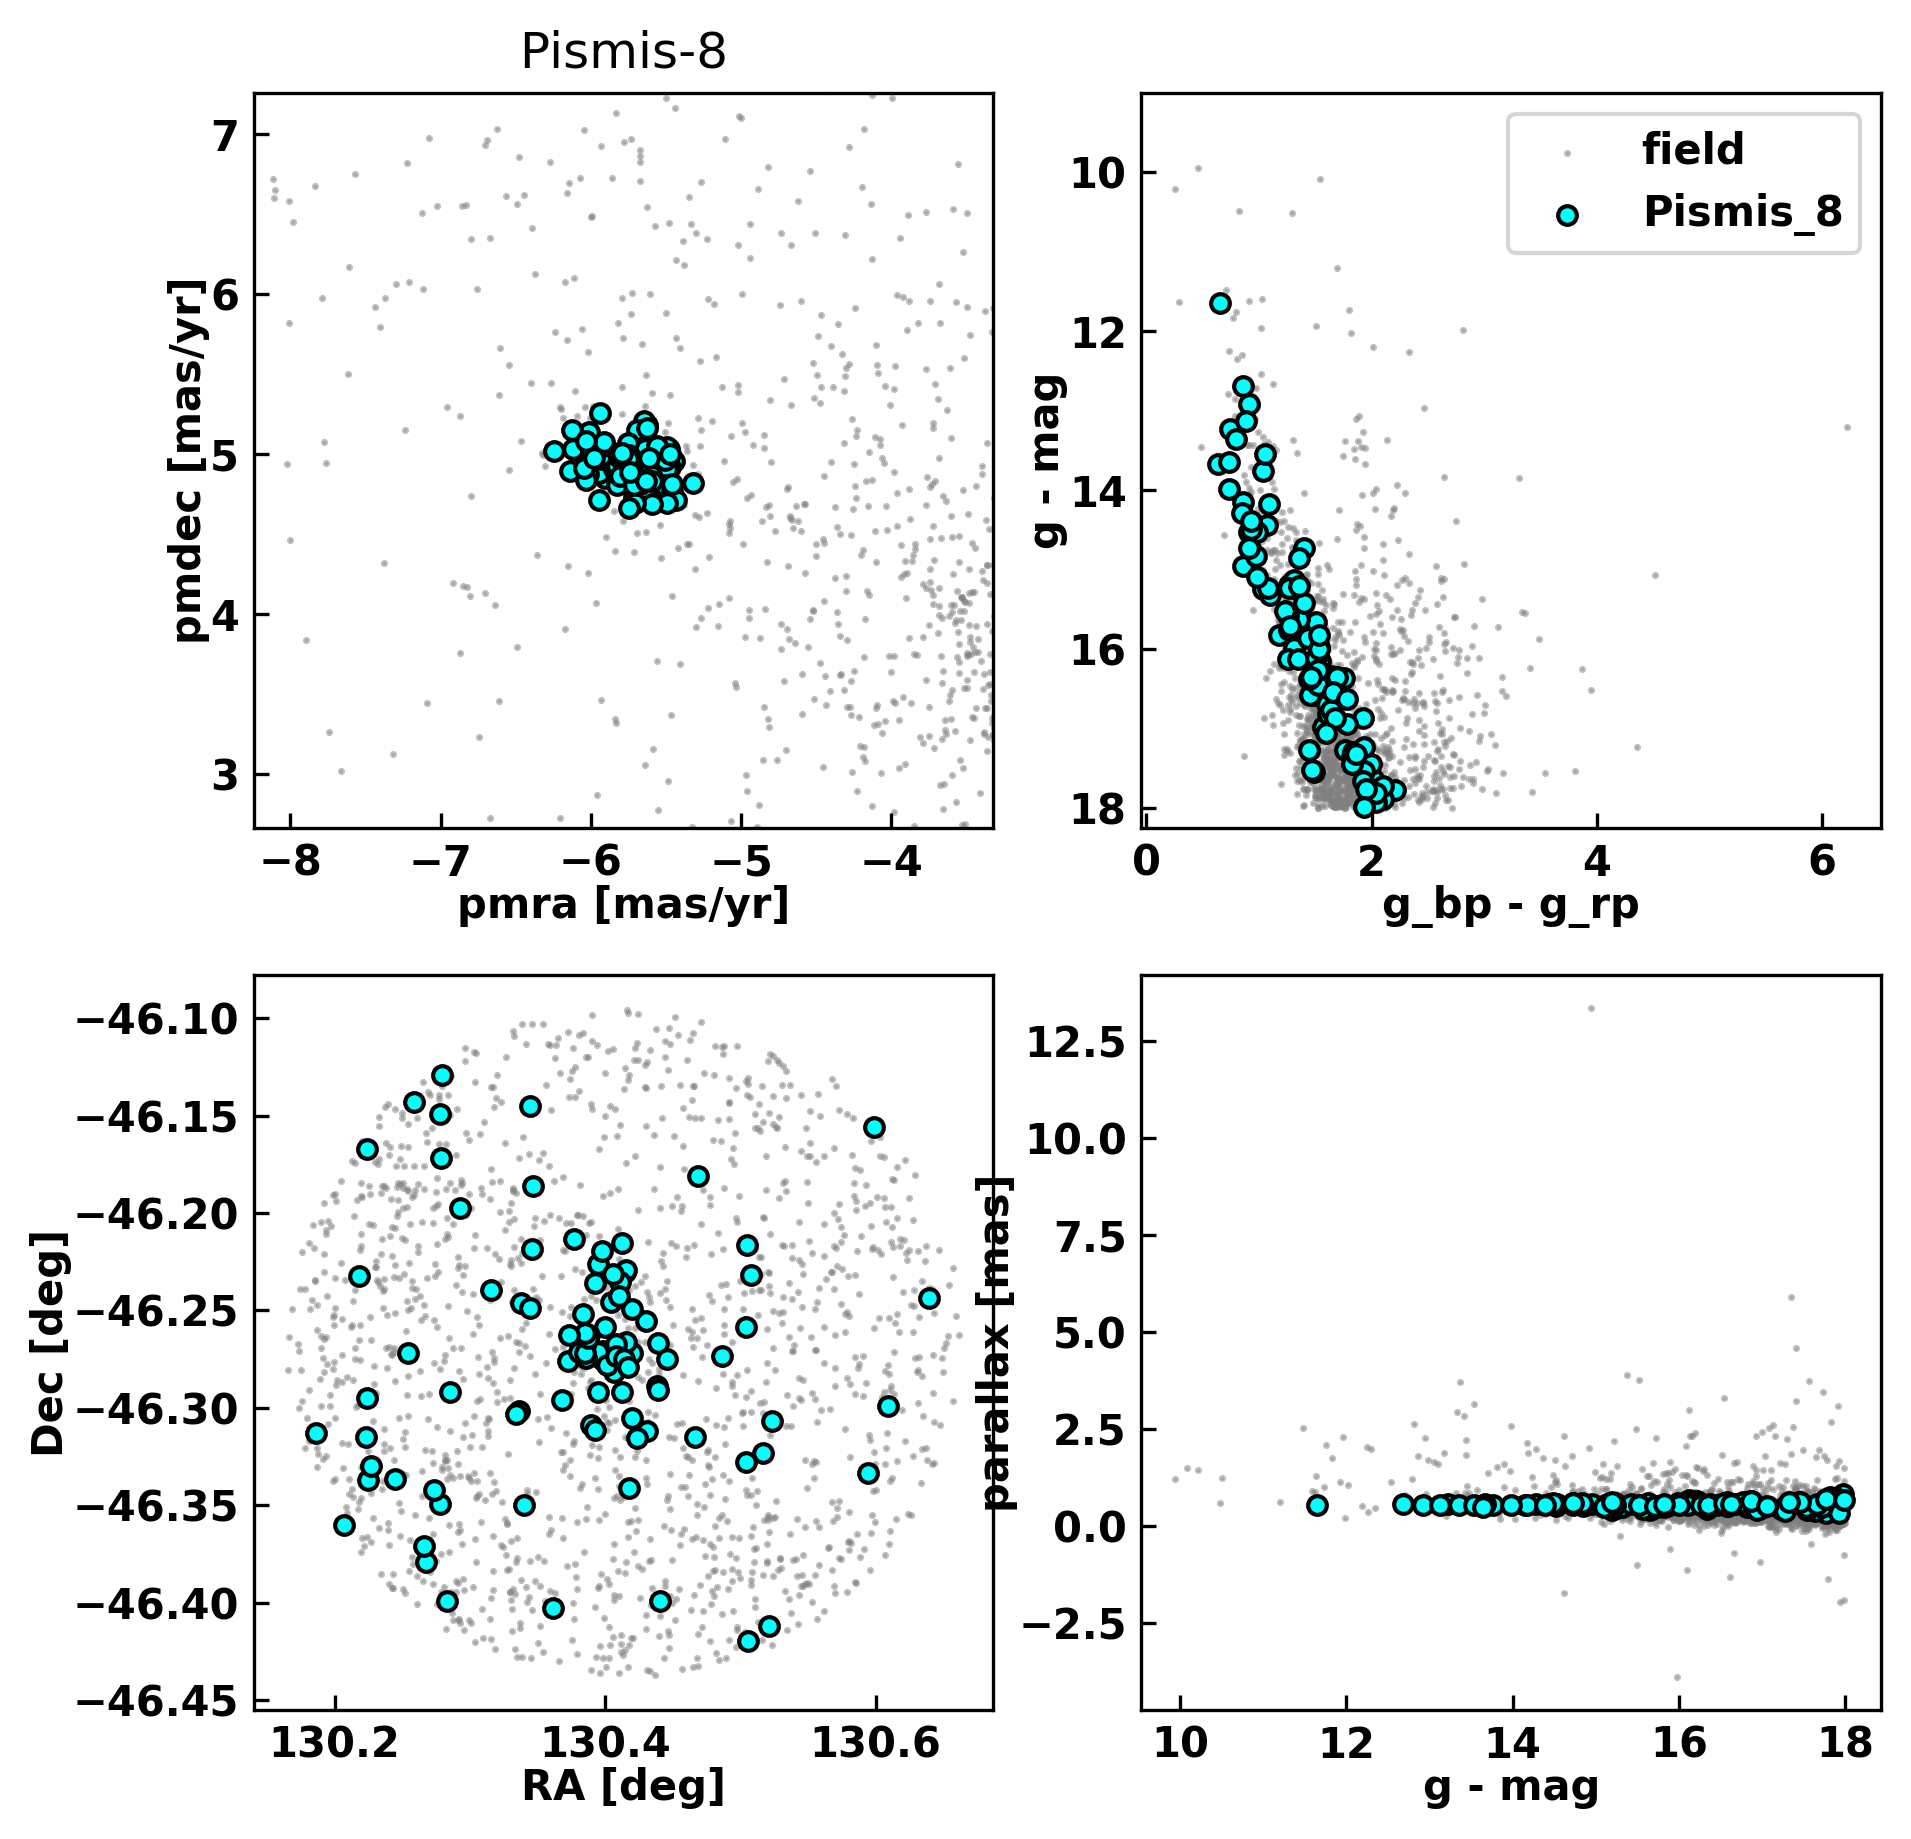 Pismis-8
7
6
5
4
3
pmdec [mas/yr]
−8 −7 −6 −5 −4
pmra [mas/yr]
field
Pismis_8
10
12
14
16
18
g - mag
0 2 4 6
g_bp - g_rp
−46.10
−46.15
−46.20
−46.25
−46.30
−46.35
−46.40
−46.45
Dec [deg]
130.2 130.4 130.6
RA [deg]
12.5
10.0
7.5
5.0
2.5
0.0
−2.5
parallax [mas]
10 12 14 16 18
g - mag